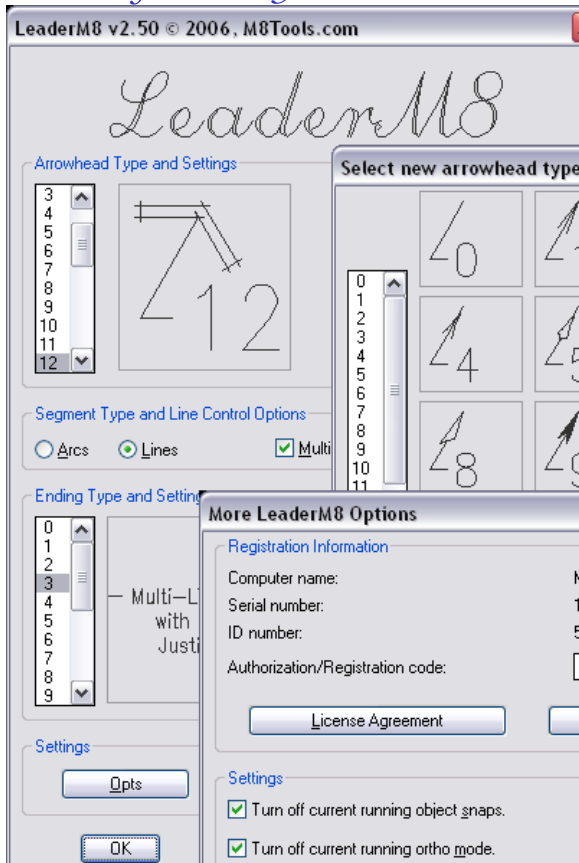 LeaderM8 v2.50 © 2006, M8Tools.com
LeaderM8
Arrowhead Type and Settings
3
4
5
6
7
8
9
10
11
12
12
Select new arrowhead type
0
1
2
3
4
5
6
7
8
9
10
11
0
4
8
Segment Type and Line Control Options
Arcs
Lines
Multi
Ending Type and Setting
0
1
2
3
4
5
6
7
8
9
Multi-L
with
Justi
Settings
Opts
OK
More LeaderM8 Options
Registration Information
Computer name:
Serial number:
ID number:
Authorization/Registration code:
License Agreement
Settings
Turn off current running object snaps.
Turn off current running ortho mode.